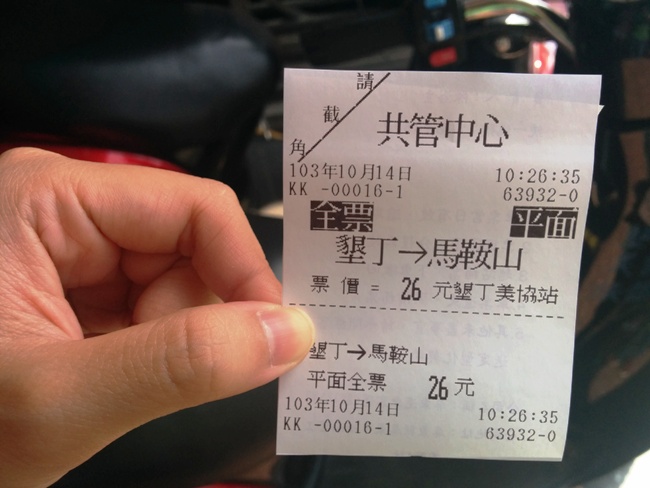 請
截
角
共管中心
103年10月14日 10:26:35
KK -00016-1 63932-0
全票 平面
墾丁→馬鞍山
票 價 = 26 元墾丁美協站
墾丁→馬鞍山
平面全票 26 元
103年10月14日 10:26:35
KK -00016-1 63932-0